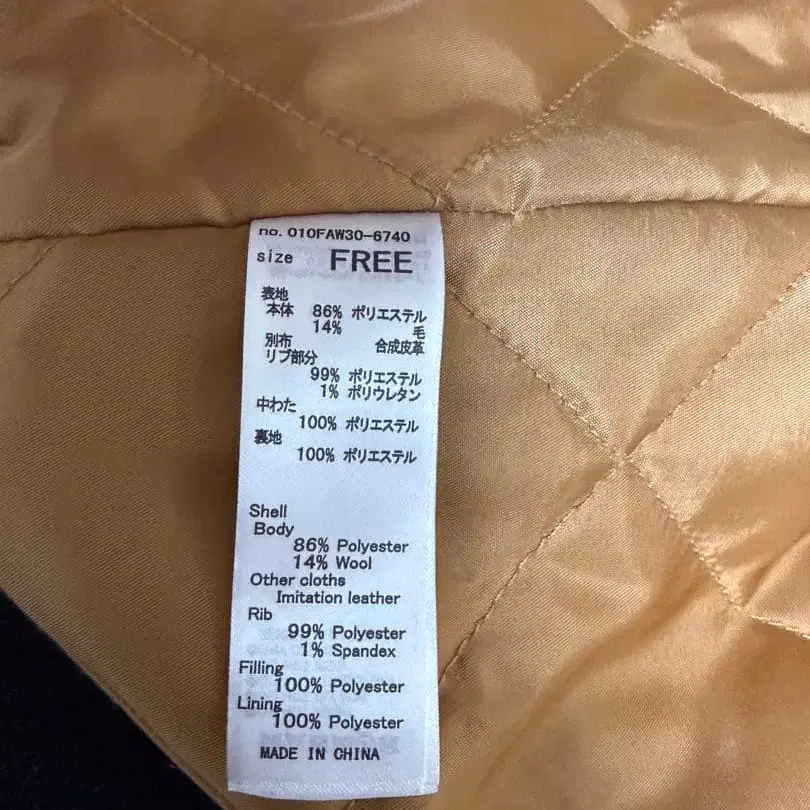 no. 010FAW30-6740
size FREE
表地
本体 86% ポリエステル
14% 毛
別布 合成皮革
リブ部分
99% ポリエステル
1% ポリウレタン
中わた
100% ポリエステル
裏地
100% ポリエステル
Shell
Body
86% Polyester
14% Wool
Other cloths
Imitation leather
Rib
99% Polyester
1% Spandex
Filling
100% Polyester
Lining
100% Polyester
MADE IN CHINA